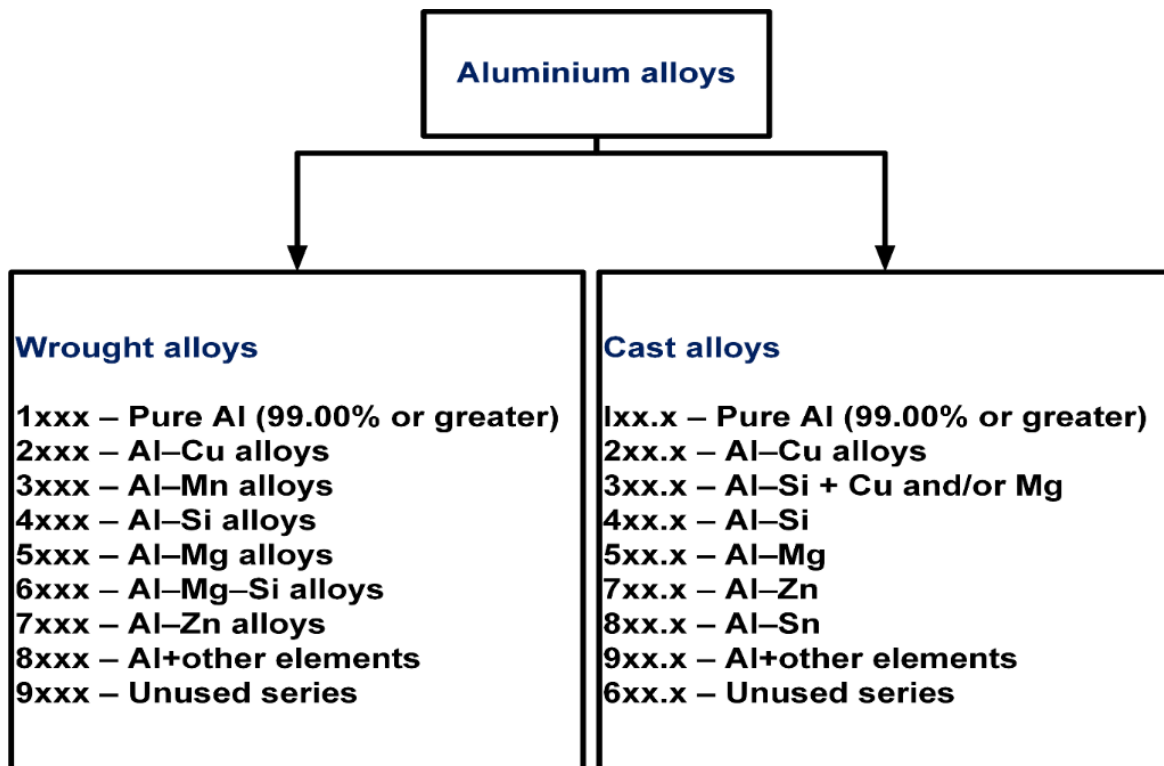 Aluminium alloys
Wrought alloys
1xxx – Pure Al (99.00% or greater)
2xxx – Al–Cu alloys
3xxx – Al–Mn alloys
4xxx – Al–Si alloys
5xxx – Al–Mg alloys
6xxx – Al–Mg–Si alloys
7xxx – Al–Zn alloys
8xxx – Al+other elements
9xxx – Unused series
Cast alloys
lxx.x – Pure Al (99.00% or greater)
2xx.x – Al–Cu alloys
3xx.x – Al–Si + Cu and/or Mg
4xx.x – Al–Si
5xx.x – Al–Mg
7xx.x – Al–Zn
8xx.x – Al–Sn
9xx.x – Al+other elements
6xx.x – Unused series